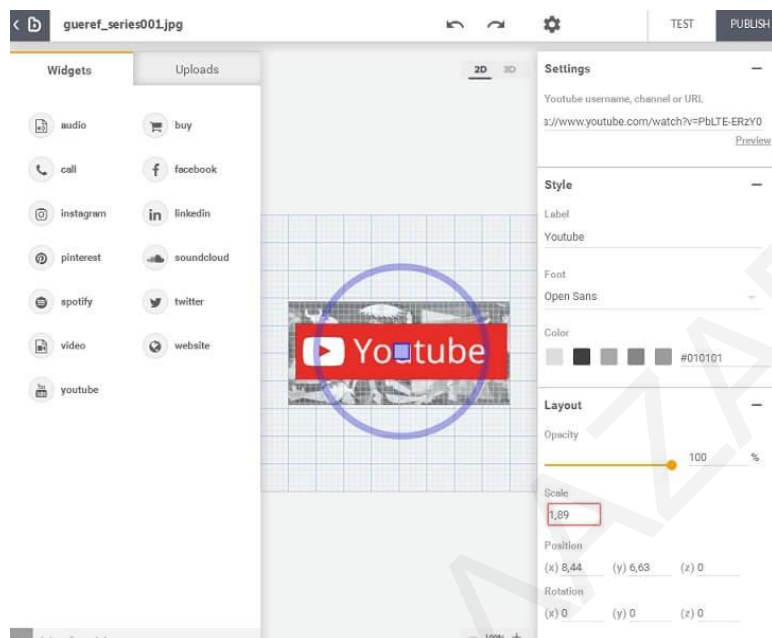 gueref_series001.jpg
TEST
PUBLISH
Widgets
Uploads
audio
buy
call
facebook
instagram
linkedin
pinterest
soundcloud
spotify
twitter
video
website
youtube
2D 3D
Youtube
100%
Settings
Youtube username, channel or URL
s://www.youtube.com/watch?v=PbLTE-ERzY0
Preview
Style
Label
Youtube
Font
Open Sans
Color
#010101
Layout
Opacity
100 %
Scale
1,89
Position
(x) 8,44 (y) 6,63 (z) 0
Rotation
(x) 0 (y) 0 (z) 0